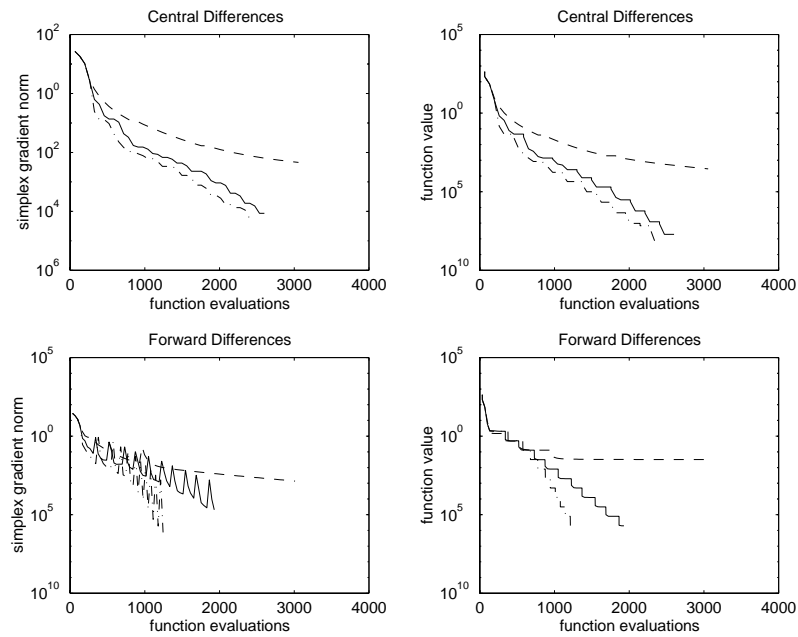 Central Differences
10^2
10^0
10^2
10^4
10^6
simplex gradient norm
0 1000 2000 3000 4000
function evaluations
Central Differences
10^5
10^0
10^5
10^10
function value
0 1000 2000 3000 4000
function evaluations
Forward Differences
10^5
10^0
10^5
10^10
simplex gradient norm
0 1000 2000 3000 4000
function evaluations
Forward Differences
10^5
10^0
10^5
10^10
function value
0 1000 2000 3000 4000
function evaluations